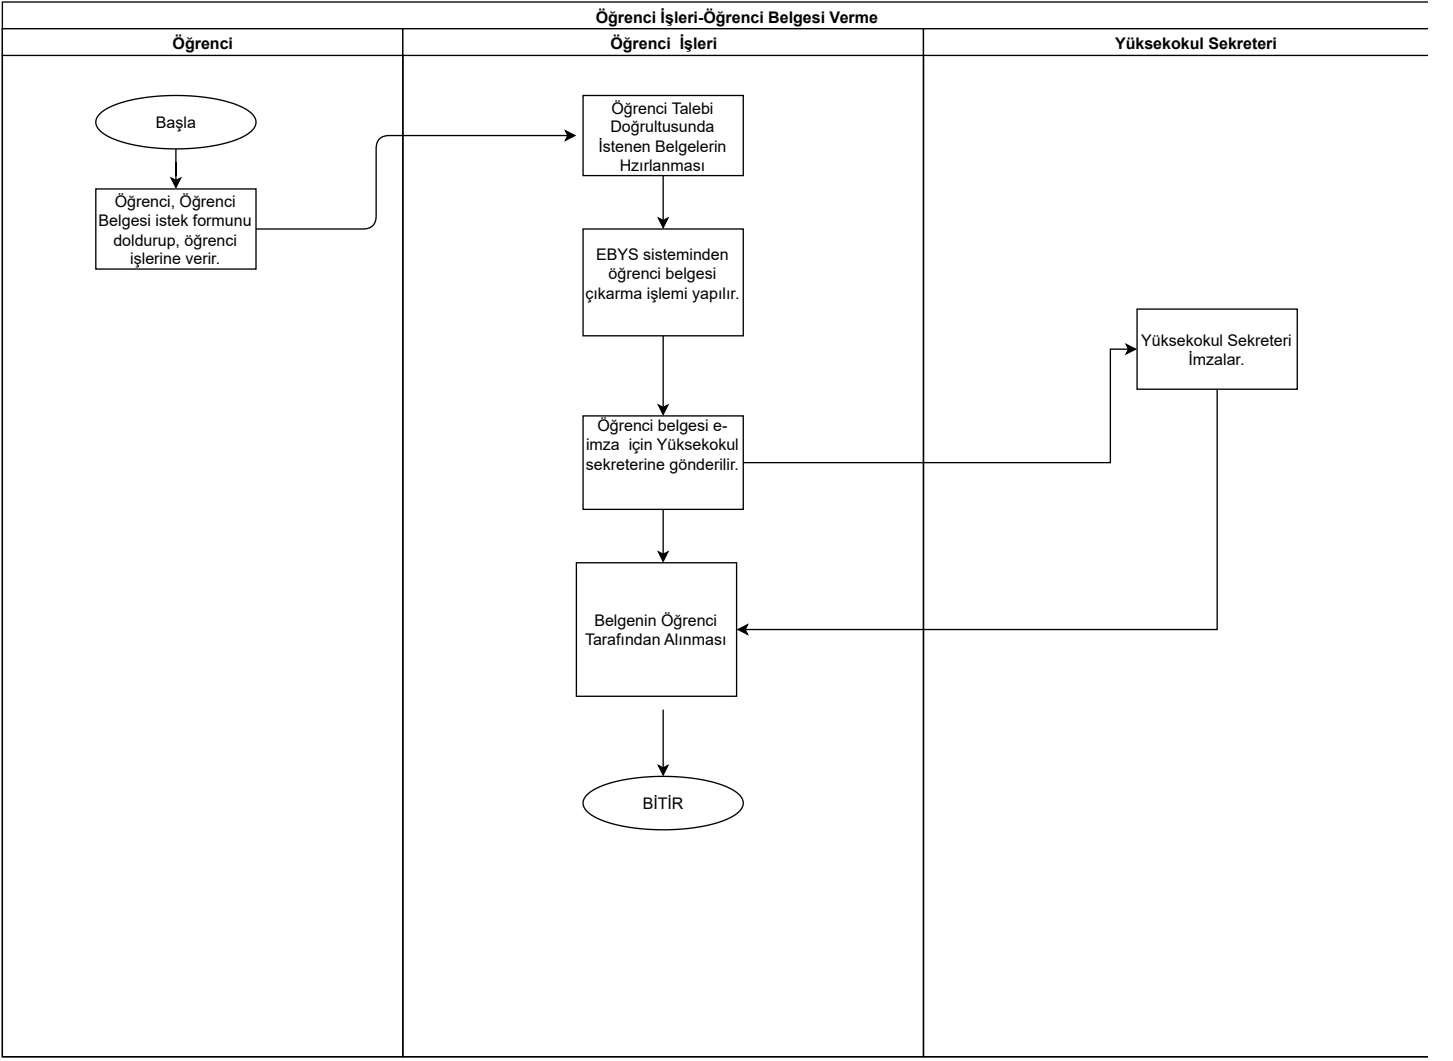 Öğrenci İşleri-Öğrenci Belgesi Verme
Öğrenci
Öğrenci  İşleri
Yüksekokul Sekreteri
Başla
Öğrenci, Öğrenci
Belgesi istek formunu
doldurup, öğrenci
işlerine verir.
Öğrenci Talebi
Doğrultusunda
İstenen Belgelerin
Hzırlanması
EBYS sisteminden
öğrenci belgesi
çıkarma işlemi yapılır.
Öğrenci belgesi e-
imza  için Yüksekokul
sekreterine gönderilir.
Yüksekokul Sekreteri
İmzalar.
Belgenin Öğrenci
Tarafından Alınması
BİTİR